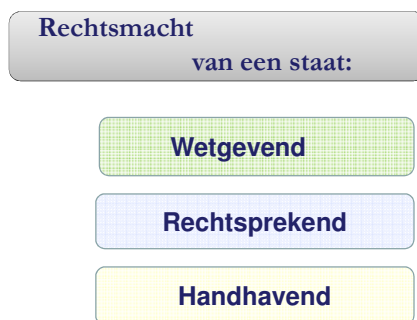 Rechtsmacht
van een staat:
Wetgevend
Rechtsprekend
Handhavend